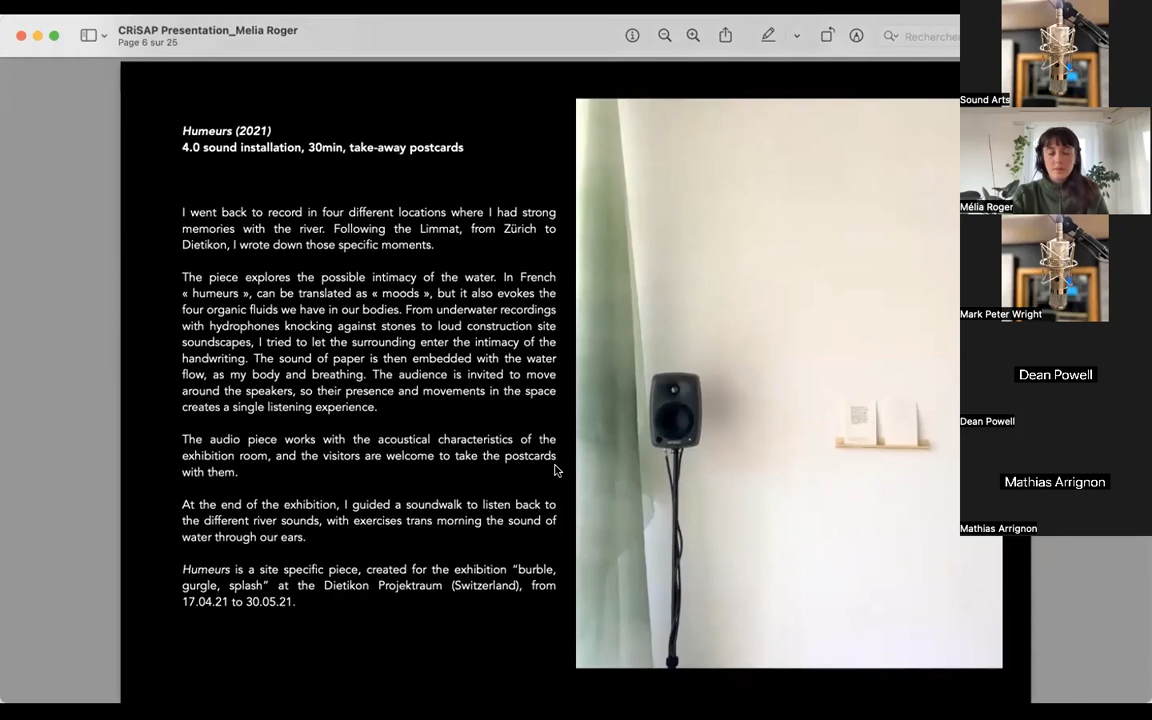 CRiSAP Presentation_Melia Roger
Page 6 sur 25
Rechercher
Humeurs (2021)
4.0 sound installation, 30min, take-away postcards
I went back to record in four different locations where I had strong
memories with the river. Following the Limmat, from Zürich to
Dietikon, I wrote down those specific moments.
The piece explores the possible intimacy of the water. In French
« humeurs », can be translated as « moods », but it also evokes the
four organic fluids we have in our bodies. From underwater recordings
with hydrophones knocking against stones to loud construction site
soundscapes, I tried to let the surrounding enter the intimacy of the
handwriting. The sound of paper is then embedded with the water
flow, as my body and breathing. The audience is invited to move
around the speakers, so their presence and movements in the space
creates a single listening experience.
The audio piece works with the acoustical characteristics of the
exhibition room, and the visitors are welcome to take the postcards
with them.
At the end of the exhibition, I guided a soundwalk to listen back to
the different river sounds, with exercises trans morning the sound of
water through our ears.
Humeurs is a site specific piece, created for the exhibition “burble,
gurgle, splash” at the Dietikon Projektraum (Switzerland), from
17.04.21 to 30.05.21.
Sound Arts
Mélia Roger
Mark Peter Wright
Dean Powell
Dean Powell
Mathias Arrignon
Mathias Arrignon